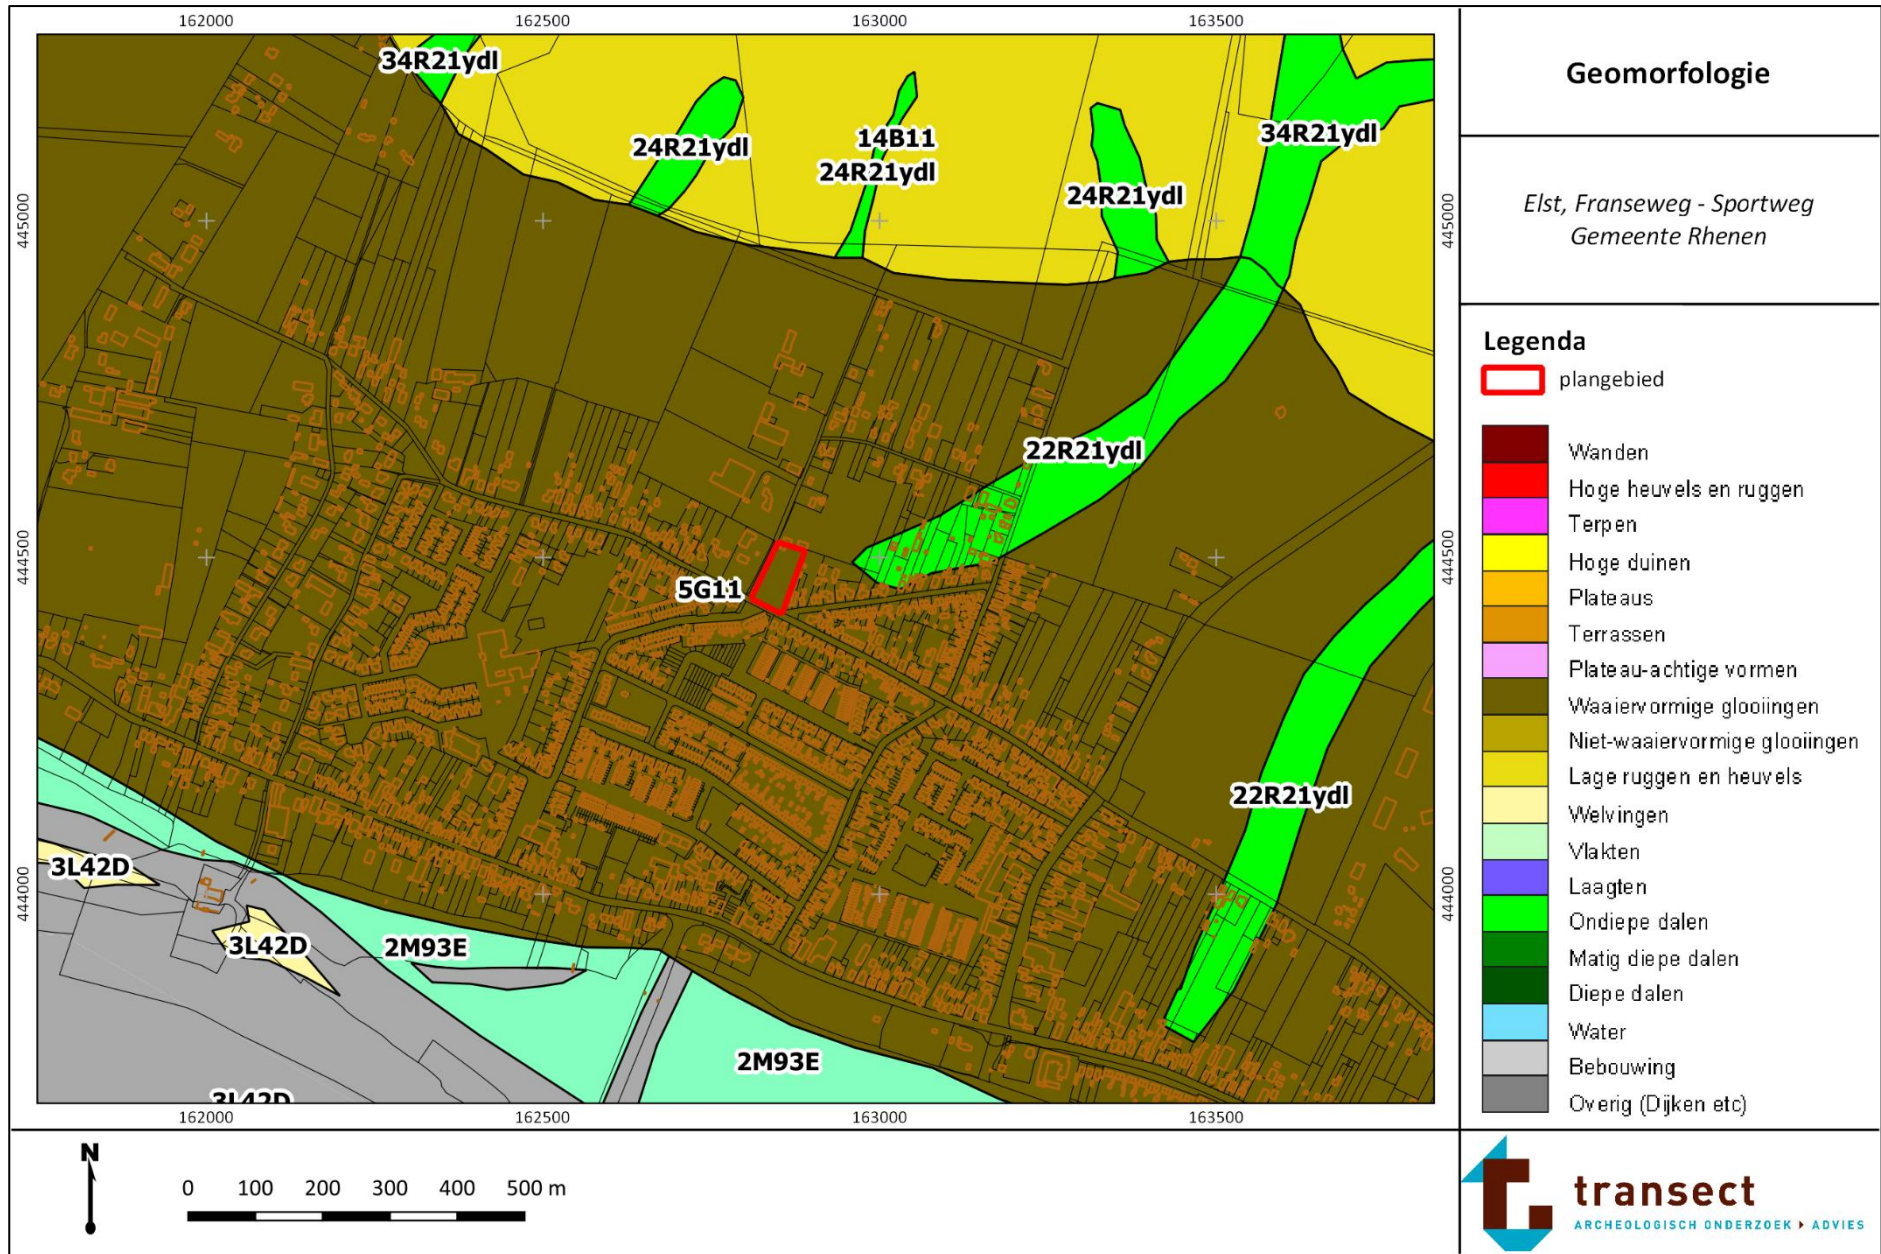 162000
162500
163000
163500
34R21ydl
24R21ydl
14B11
24R21ydl
24R21ydl
34R21ydl
445000
445000
22R21ydl
444500
444500
5G11
22R21ydl
444000
444000
3L42D
3L42D
2M93E
2M93E
3L42D
162000
162500
163000
163500
N
0 100 200 300 400 500 m
Geomorfologie
Elst, Franseweg - Sportweg
Gemeente Rhenen
Legenda
plangebied
Wanden
Hoge heuvels en ruggen
Terpen
Hoge duinen
Plateaus
Terrassen
Plateau-achtige vormen
Waaiervormige glooiingen
Niet-waaiervormige glooiingen
Lage ruggen en heuvels
Welvingen
Vlakten
Laagten
Ondiepe dalen
Matig diepe dalen
Diepe dalen
Water
Bebouwing
Overig (Dijken etc)
transect
ARCHEOLOGISCH ONDERZOEK ▸ ADVIES